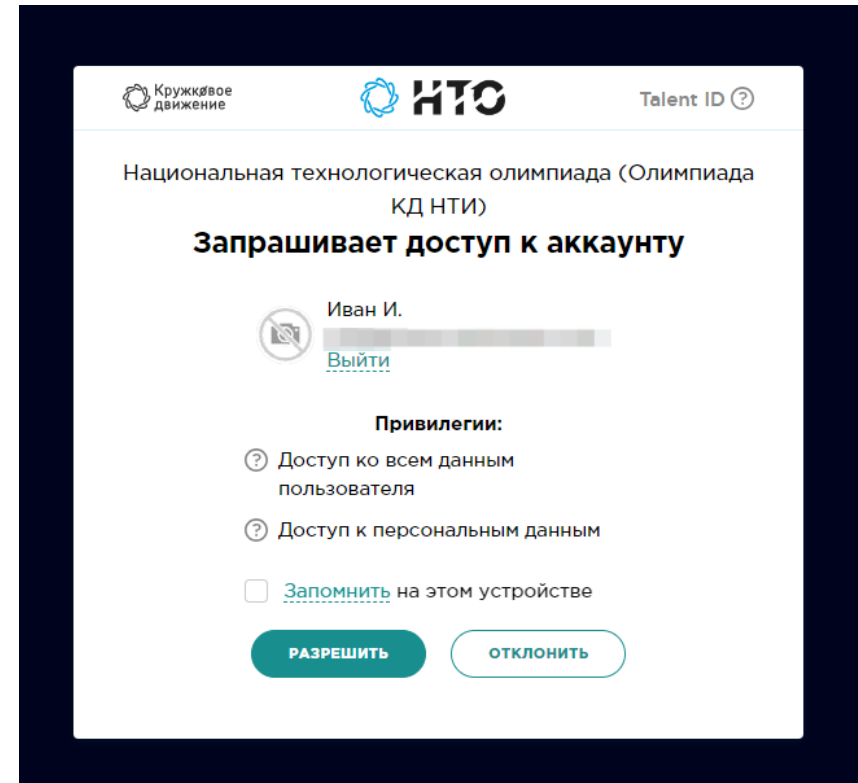 Кружковое
движение
НТО
Talent ID ?
Национальная технологическая олимпиада (Олимпиада
КД НТИ)
Запрашивает доступ к аккаунту
Иван И.
Выйти
Привилегии:
? Доступ ко всем данным
пользователя
? Доступ к персональным данным
Запомнить на этом устройстве
РАЗРЕШИТЬ
ОТКЛОНИТЬ